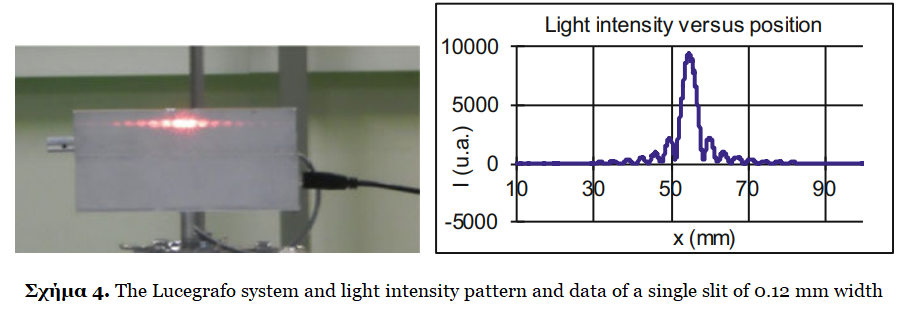 Light intensity versus position
10000
5000
0
-5000
I (u.a.)
10 30 50 70 90
x (mm)
Σχήμα 4. The Lucegrafo system and light intensity pattern and data of a single slit of 0.12 mm width